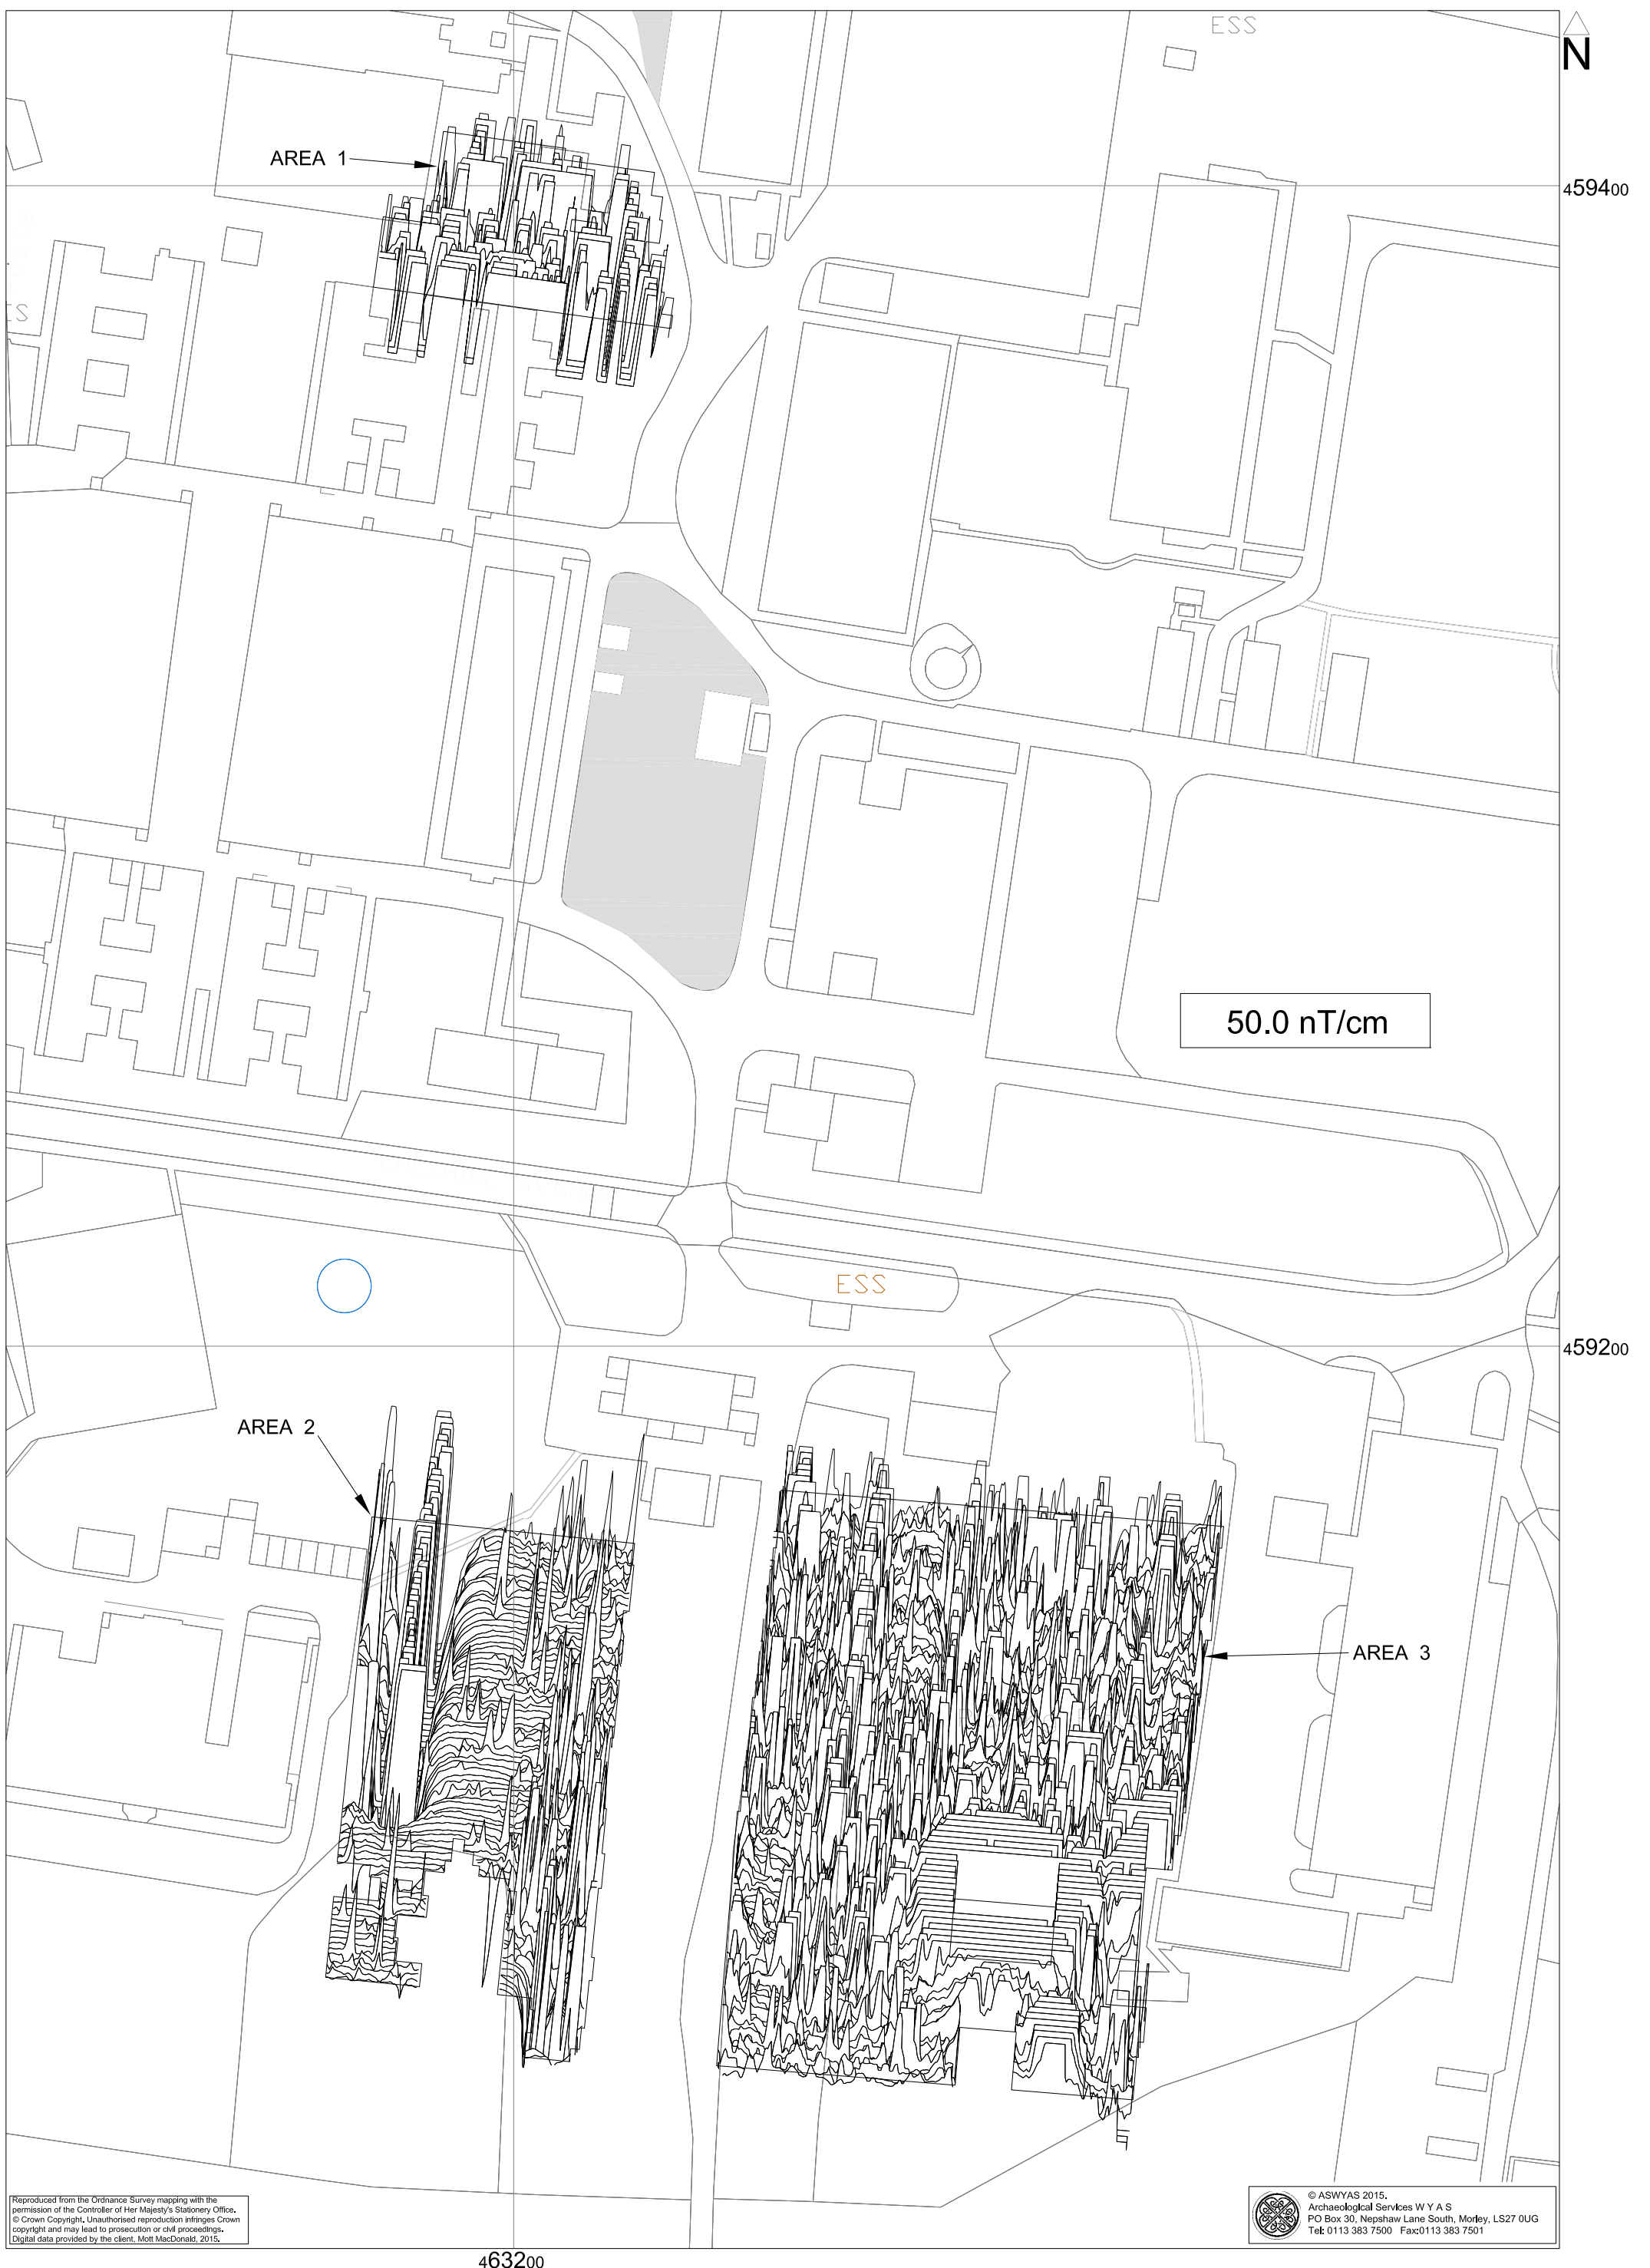 ESS
N
AREA 1
459400
ES
50.0 nT/cm
ESS
459200
AREA 2
AREA 3
Reproduced from the Ordnance Survey mapping with the
permission of the Controller of Her Majesty's Stationery Office.
© Crown Copyright. Unauthorised reproduction infringes Crown
copyright and may lead to prosecution or civil proceedings.
Digital data provided by the client, Mott MacDonald, 2015.
© ASWYAS 2015.
Archaeological Services W Y A S
PO Box 30, Nepshaw Lane South, Morley, LS27 0UG
Tel: 0113 383 7500 Fax:0113 383 7501
463200